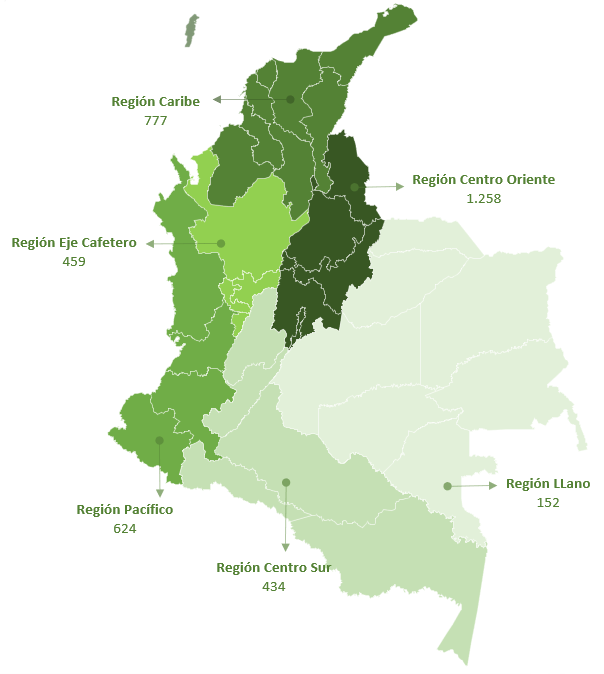 Región Caribe
777
Región Centro Oriente
1.258
Región Eje Cafetero
459
Región LLano
152
Región Pacífico
624
Región Centro Sur
434